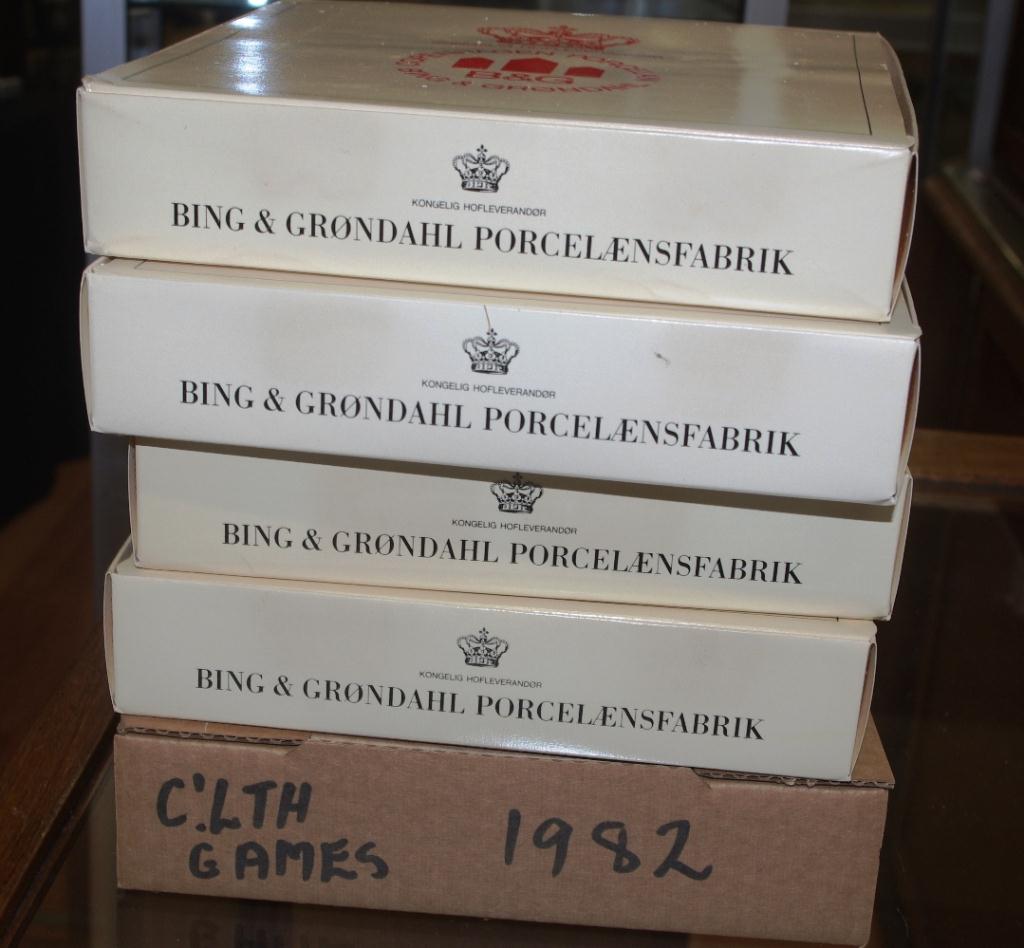 B&G
KONGELIG HOFLEVERANDØR
BING & GRØNDAHL PORCELÆNSFABRIK
KONGELIG HOFLEVERANDØR
BING & GRØNDAHL PORCELÆNSFABRIK
KONGELIG HOFLEVERANDØR
BING & GRØNDAHL PORCELÆNSFABRIK
KONGELIG HOFLEVERANDØR
BING & GRØNDAHL PORCELÆNSFABRIK
C'.LTH
GAMES 1982